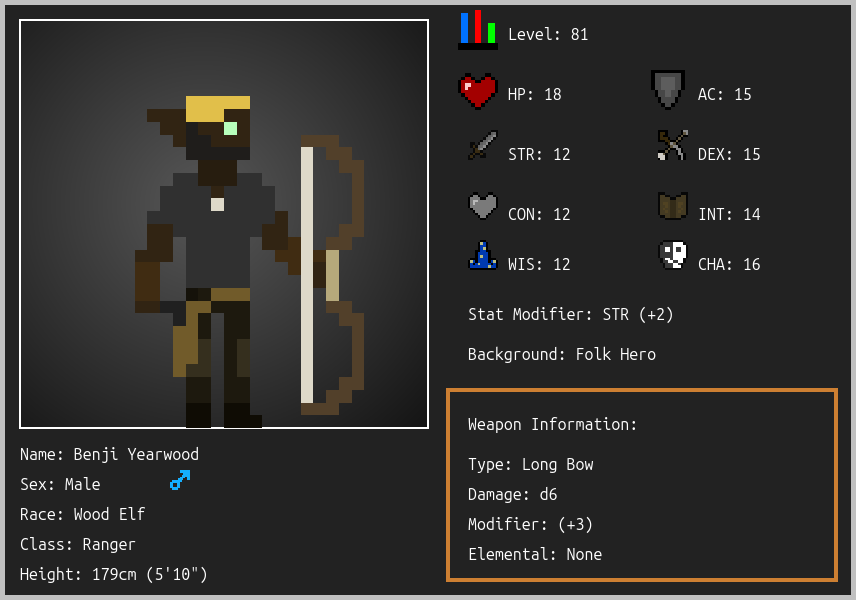 Level: 81
HP: 18
AC: 15
STR: 12
DEX: 15
CON: 12
INT: 14
WIS: 12
CHA: 16
Stat Modifier: STR (+2)
Background: Folk Hero
Weapon Information:
Type: Long Bow
Damage: d6
Modifier: (+3)
Elemental: None
Name: Benji Yearwood
Sex: Male
Race: Wood Elf
Class: Ranger
Height: 179cm (5'10")